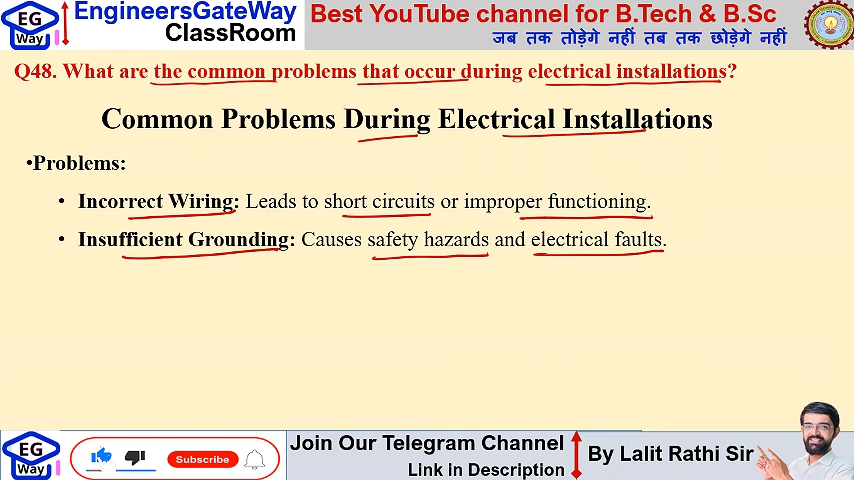 EG
Way
EngineersGateWay
ClassRoom
Best YouTube channel for B.Tech & B.Sc
जब तक तोड़ेगे नहीं तब तक छोड़ेगे नहीं
Q48. What are the common problems that occur during electrical installations?
Common Problems During Electrical Installations
•Problems:
• Incorrect Wiring: Leads to short circuits or improper functioning.
• Insufficient Grounding: Causes safety hazards and electrical faults.
EG
Way
Subscribe
Join Our Telegram Channel
Link in Description
By Lalit Rathi Sir